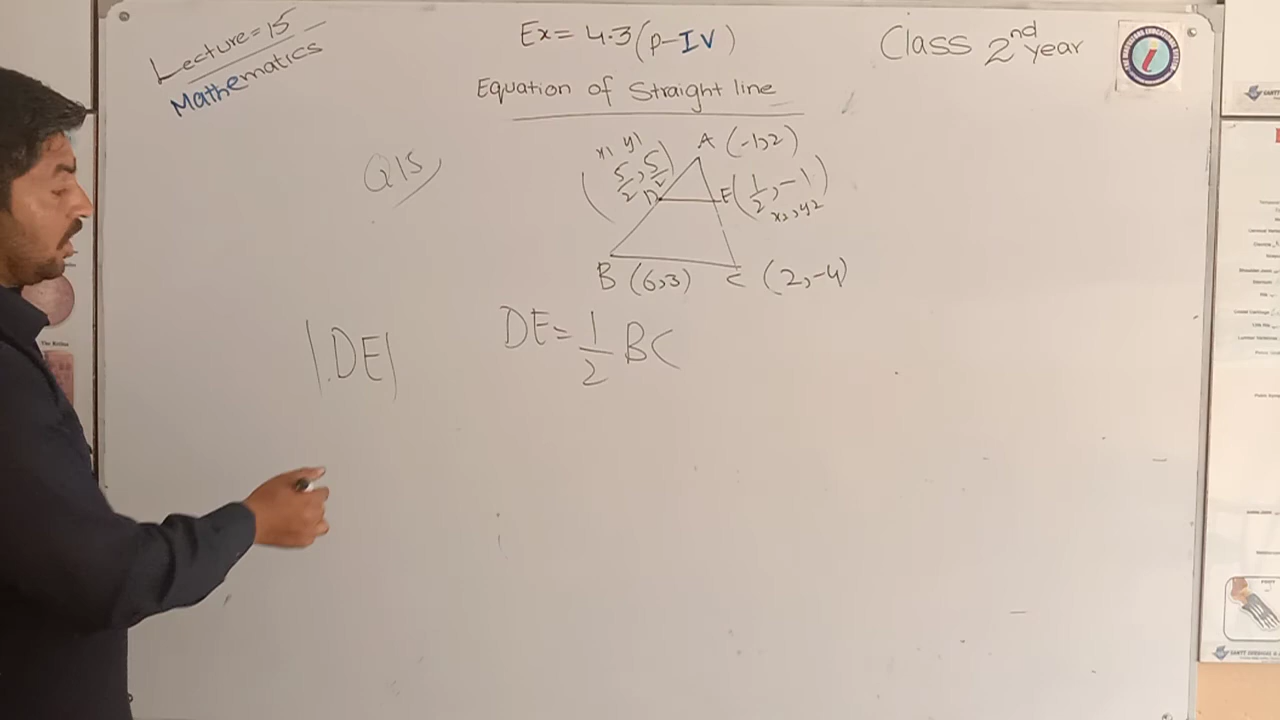 Lecture=15
Mathematics
Ex= 4.3 (P-IV)
Class 2nd year
Equation of Straight line
Q15
x1 y1
(5/2, 5/2)
D
A (-1,2)
E (1/2, -1)
x2, y2
B (6,3)
C (2,-4)
|DE|
DE = 1/2 BC